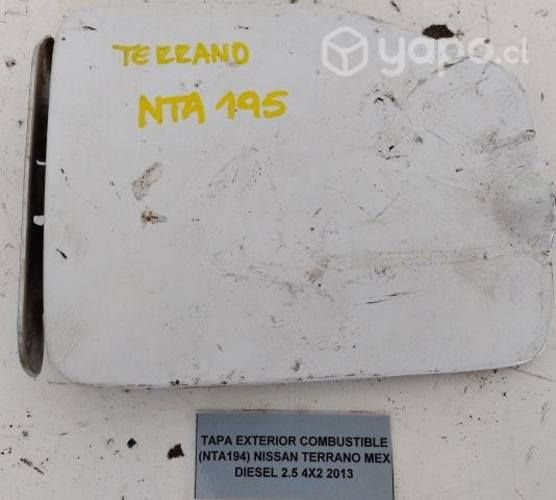 yapo.cl
TERRANO
NTA 195
TAPA EXTERIOR COMBUSTIBLE
(NTA194) NISSAN TERRANO MEX
DIESEL 2.5 4X2 2013